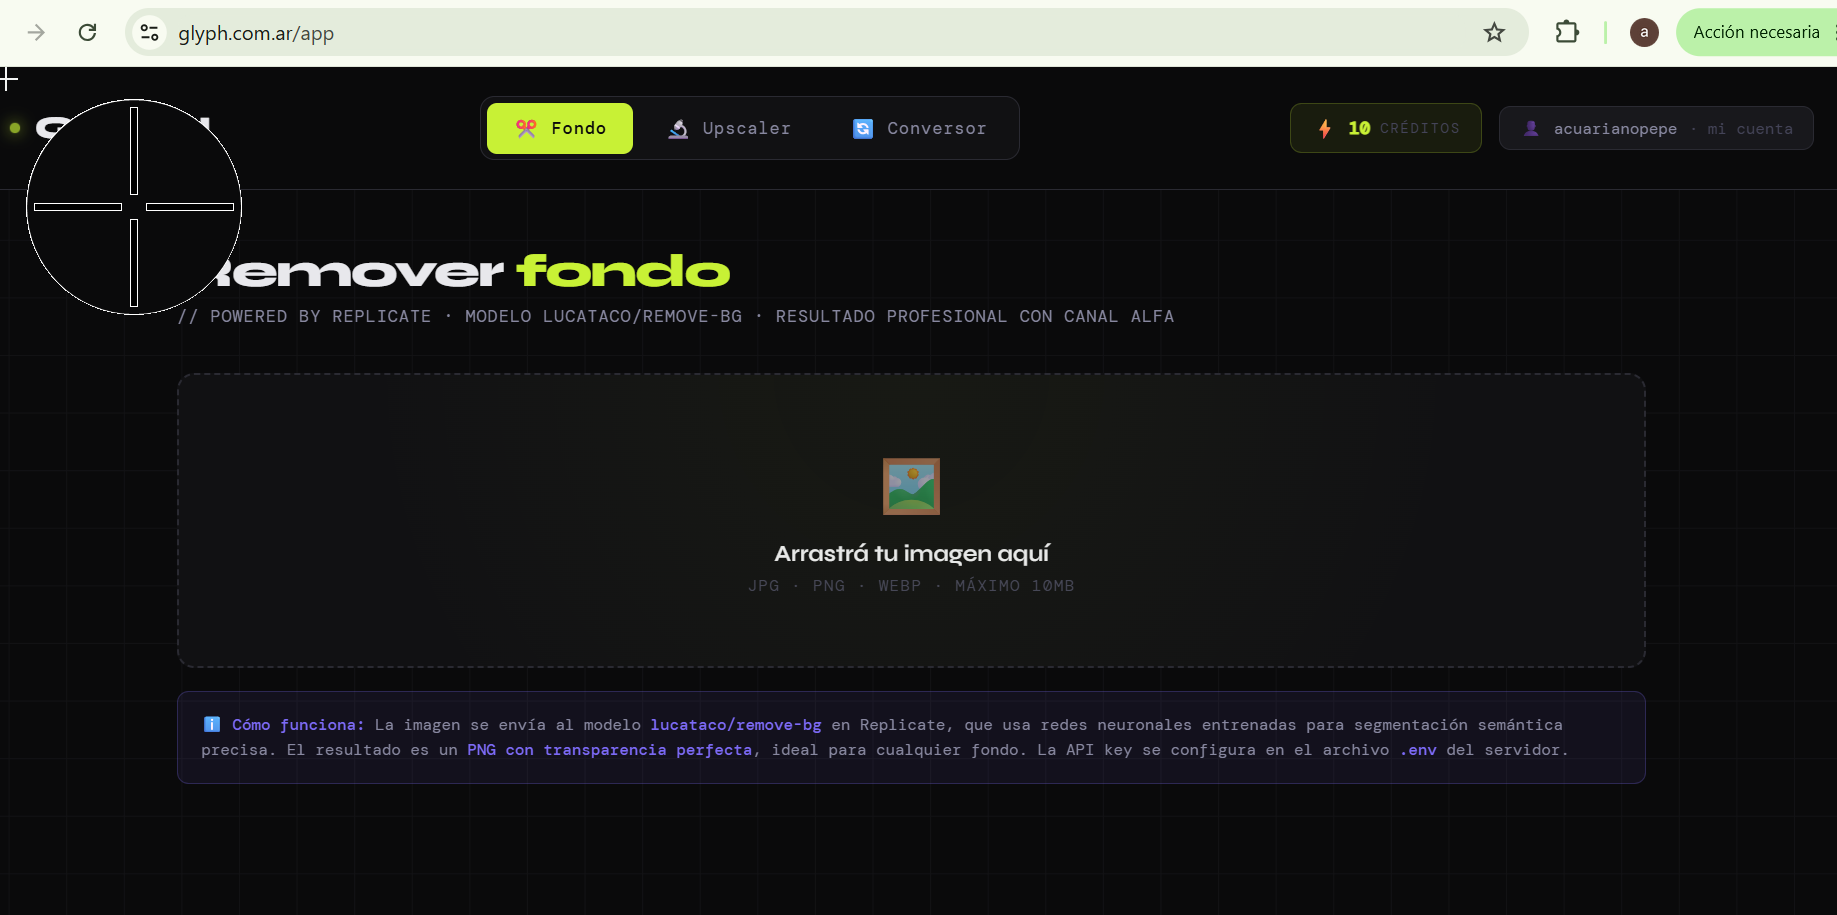 glyph.com.ar/app
a
Acción necesaria
Fondo
Upscaler
Conversor
10 CRÉDITOS
acuarianopepe · mi cuenta
Remover fondo
// POWERED BY REPLICATE · MODELO LUCATACO/REMOVE-BG · RESULTADO PROFESIONAL CON CANAL ALFA
Arrastrá tu imagen aquí
JPG · PNG · WEBP · MÁXIMO 10MB
Cómo funciona: La imagen se envía al modelo lucataco/remove-bg en Replicate, que usa redes neuronales entrenadas para segmentación semántica
precisa. El resultado es un PNG con transparencia perfecta, ideal para cualquier fondo. La API key se configura en el archivo .env del servidor.